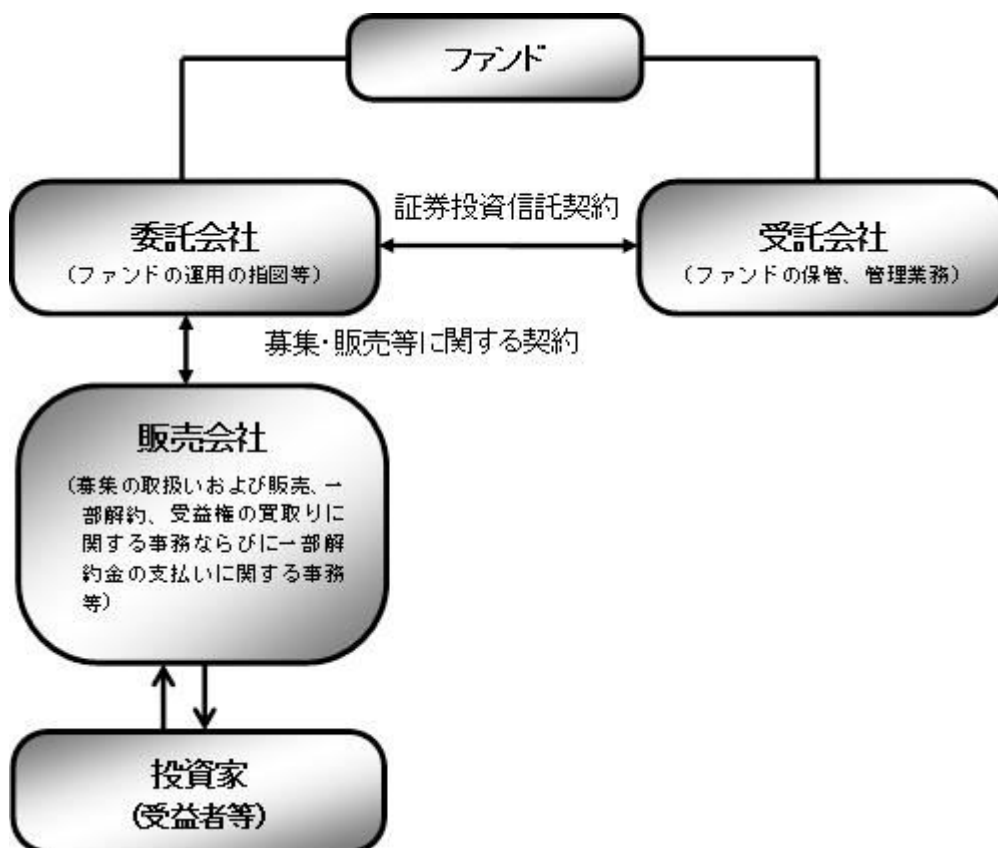 ファンド
証券投資信託契約
委託会社
(ファンドの運用の指図等)
受託会社
(ファンドの保管、管理業務)
募集・販売等に関する契約
販売会社
(募集の取扱いおよび販売、一
部解約、受益権の買取りに
関する事務ならびに一部解
約金の支払いに関する事務
等)
投資家
(受益者等)